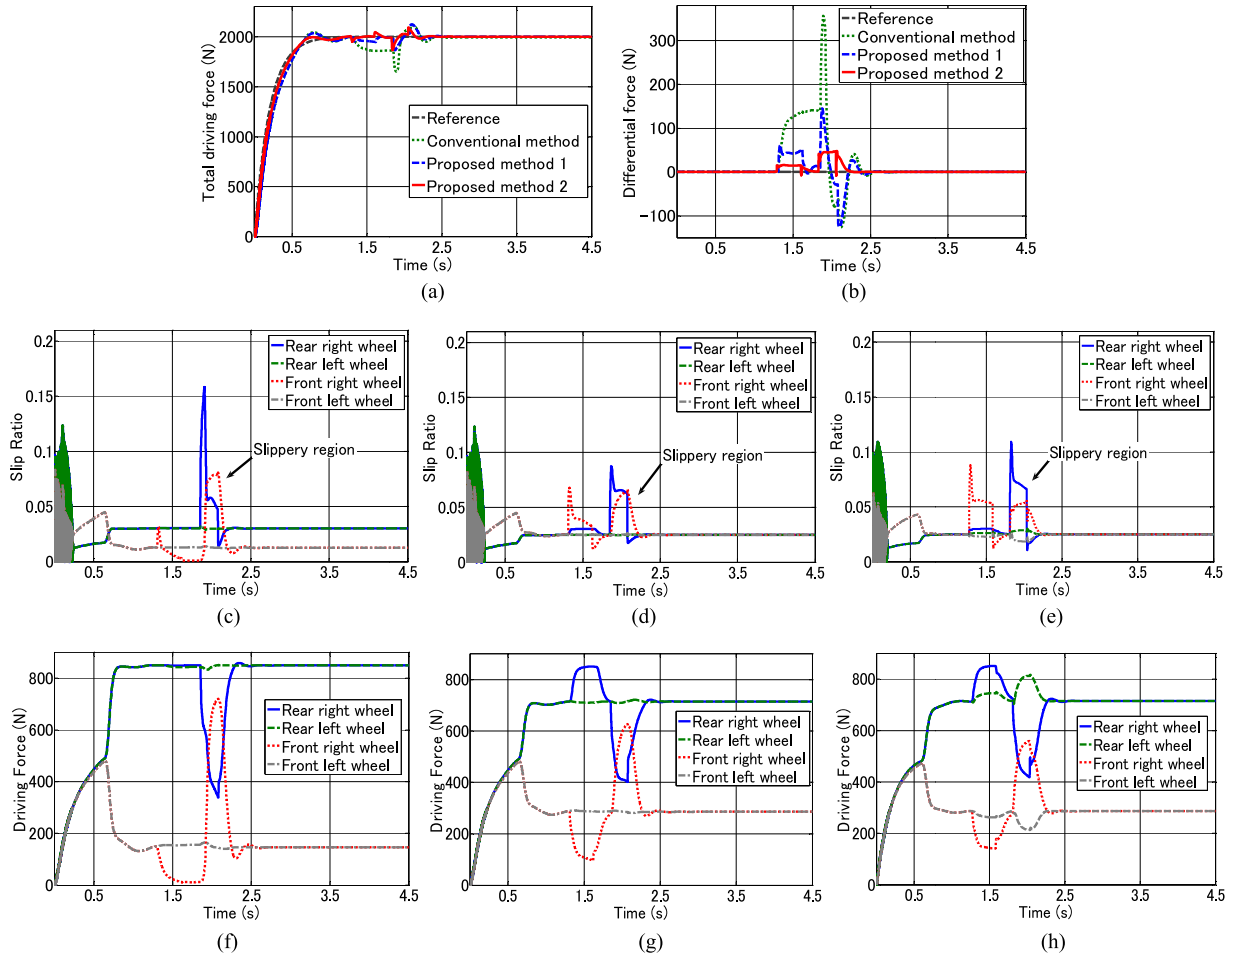 Total driving force (N)
2000
1500
1000
500
0
0.5
1.5
2.5
3.5
4.5
Time (s)
Reference
Conventional method
Proposed method 1
Proposed method 2
(a)
Differential force (N)
300
200
100
0
−100
0.5
1.5
2.5
3.5
4.5
Time (s)
Reference
Conventional method
Proposed method 1
Proposed method 2
(b)
Slip Ratio
0.2
0.15
0.1
0.05
0
0.5
1.5
2.5
3.5
4.5
Time (s)
Rear right wheel
Rear left wheel
Front right wheel
Front left wheel
Slippery region
(c)
Slip Ratio
0.2
0.15
0.1
0.05
0
0.5
1.5
2.5
3.5
4.5
Time (s)
Rear right wheel
Rear left wheel
Front right wheel
Front left wheel
Slippery region
(d)
Slip Ratio
0.2
0.15
0.1
0.05
0
0.5
1.5
2.5
3.5
4.5
Time (s)
Rear right wheel
Rear left wheel
Front right wheel
Front left wheel
Slippery region
(e)
Driving Force (N)
800
600
400
200
0
0.5
1.5
2.5
3.5
4.5
Time (s)
Rear right wheel
Rear left wheel
Front right wheel
Front left wheel
(f)
Driving Force (N)
800
600
400
200
0
0.5
1.5
2.5
3.5
4.5
Time (s)
Rear right wheel
Rear left wheel
Front right wheel
Front left wheel
(g)
Driving Force (N)
800
600
400
200
0
0.5
1.5
2.5
3.5
4.5
Time (s)
Rear right wheel
Rear left wheel
Front right wheel
Front left wheel
(h)